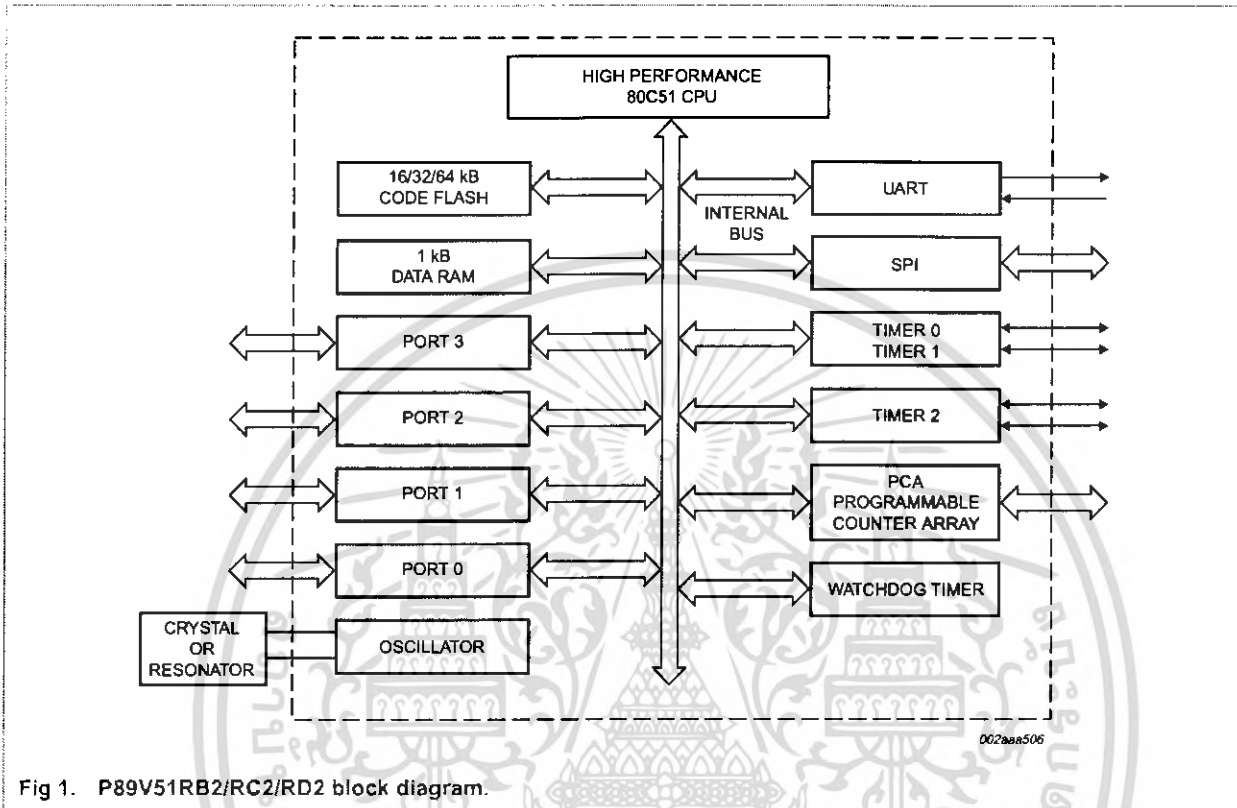 HIGH PERFORMANCE
80C51 CPU
16/32/64 kB
CODE FLASH
UART
INTERNAL
BUS
1 kB
DATA RAM
SPI
PORT 3
TIMER 0
TIMER 1
PORT 2
TIMER 2
PORT 1
PCA
PROGRAMMABLE
COUNTER ARRAY
PORT 0
WATCHDOG TIMER
CRYSTAL
OR
RESONATOR
OSCILLATOR
002aaa506
Fig 1. P89V51RB2/RC2/RD2 block diagram.